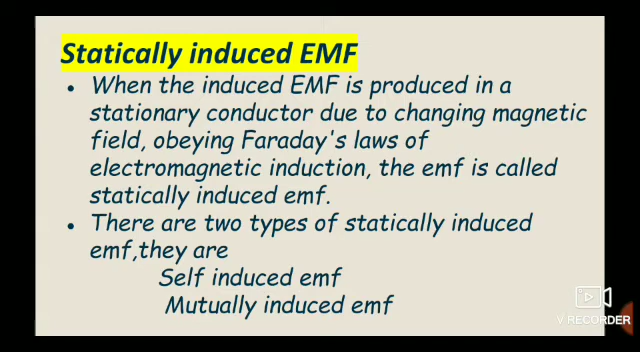 Statically induced EMF
• When the induced EMF is produced in a
stationary conductor due to changing magnetic
field, obeying Faraday's laws of
electromagnetic induction, the emf is called
statically induced emf.
• There are two types of statically induced
emf,they are
Self induced emf
Mutually induced emf
V RECORDER